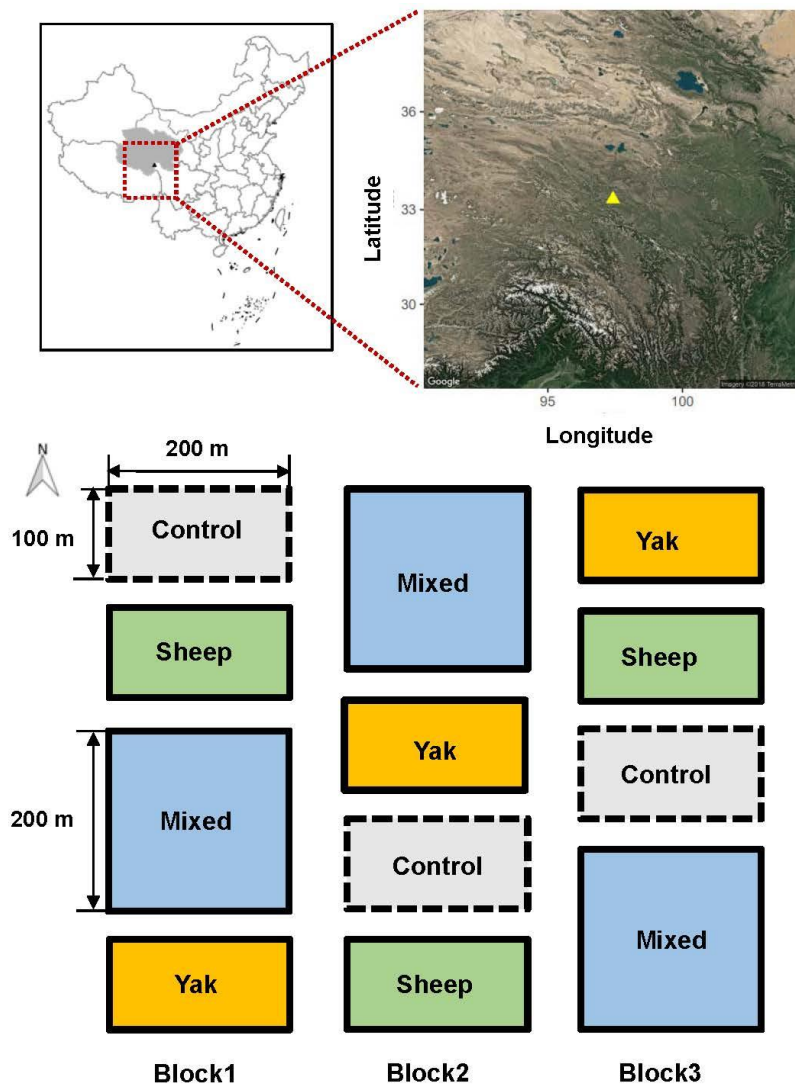 36
33
30
Latitude
Google
Imagery ©2018 TerraMetr
95
100
Longitude
N
200 m
100 m
Control
Sheep
200 m
Mixed
Yak
Block1
Mixed
Yak
Control
Sheep
Block2
Yak
Sheep
Control
Mixed
Block3